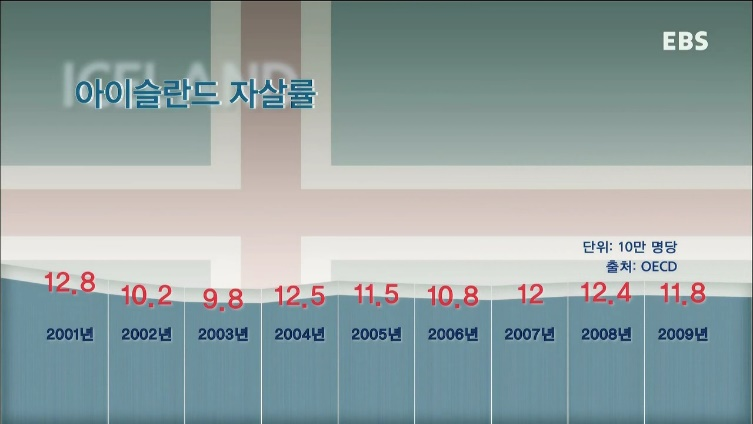 EBS
ICELAND
아이슬란드 자살률
단위: 10만 명당
출처: OECD
12.8 10.2 9.8 12.5 11.5 10.8 12 12.4 11.8
2001년 2002년 2003년 2004년 2005년 2006년 2007년 2008년 2009년